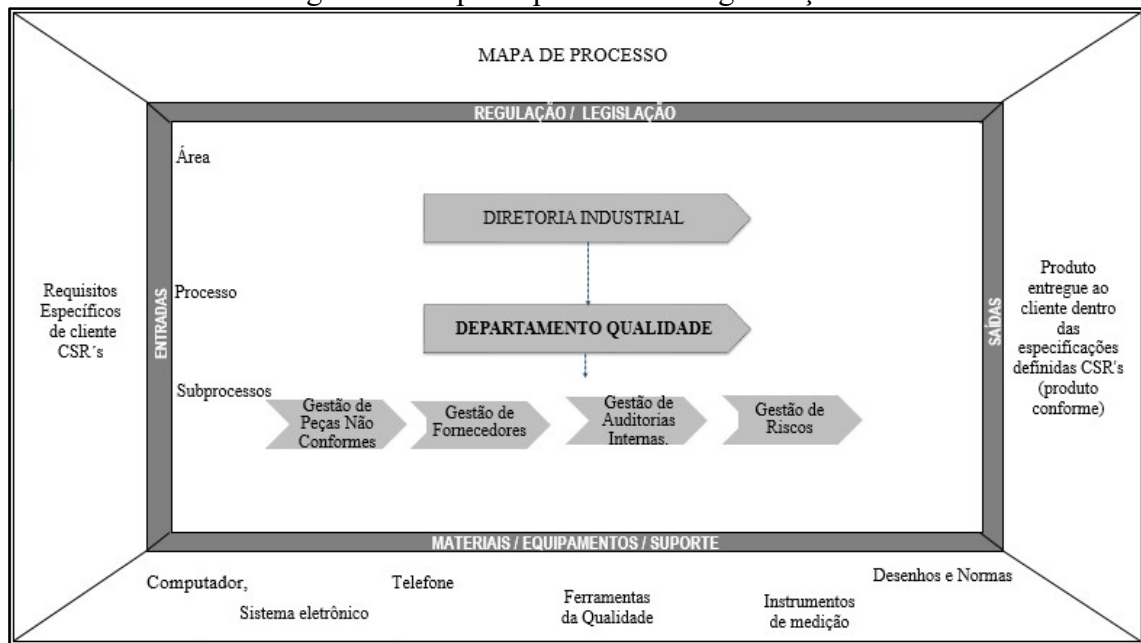 MAPA DE PROCESSO
REGULAÇÃO / LEGISLAÇÃO
Área
DIRETORIA INDUSTRIAL
Requisitos
Específicos
de cliente
CSR´s
ENTRADAS
Processo
DEPARTAMENTO QUALIDADE
SAÍDAS
Produto
entregue ao
cliente dentro
das
especificações
definidas CSR's
(produto
conforme)
Subprocessos
Gestão de
Peças Não
Conformes
Gestão de
Fornecedores
Gestão de
Auditorias
Internas.
Gestão de
Riscos
MATERIAIS / EQUIPAMENTOS / SUPORTE
Computador,
Sistema eletrônico
Telefone
Ferramentas
da Qualidade
Instrumentos
de medição
Desenhos e Normas